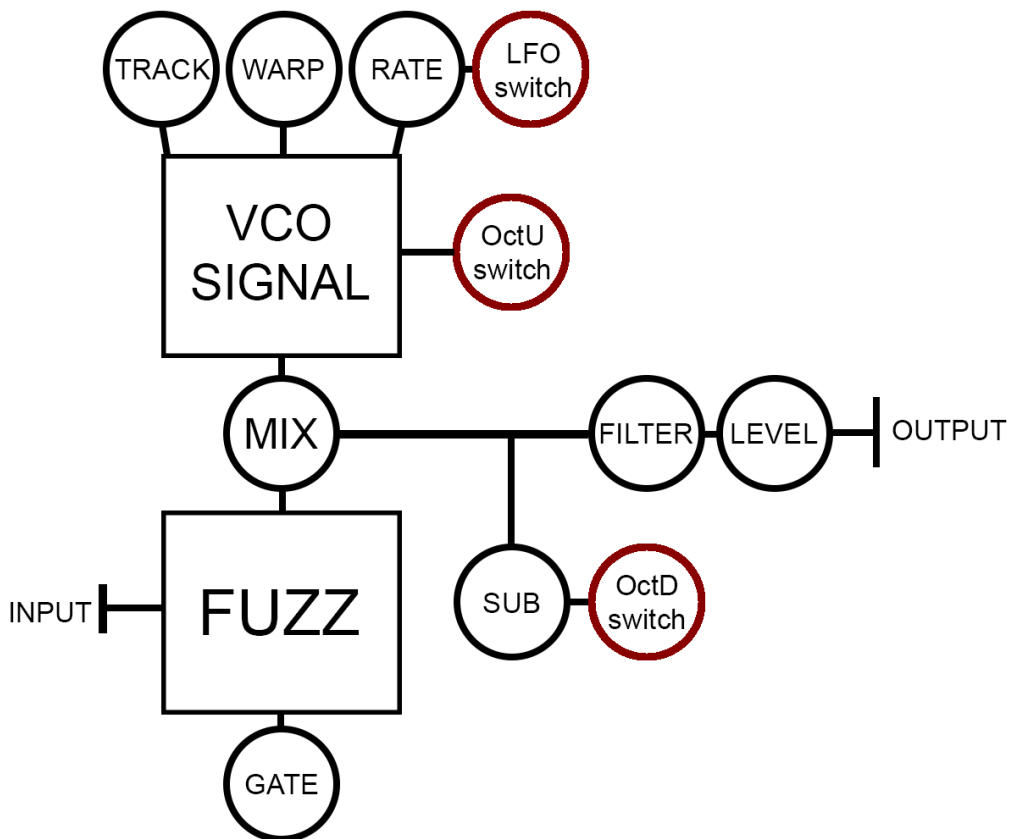 TRACK
WARP
RATE
LFO
switch
VCO
SIGNAL
OctU
switch
MIX
FILTER
LEVEL
OUTPUT
INPUT
FUZZ
SUB
OctD
switch
GATE